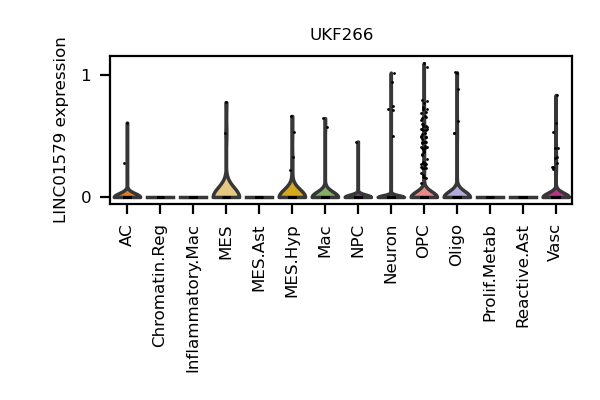 UKF266
LINC01579 expression
1
0
AC
Chromatin.Reg
Inflammatory.Mac
MES
MES.Ast
MES.Hyp
Mac
NPC
Neuron
OPC
Oligo
Prolif.Metab
Reactive.Ast
Vasc